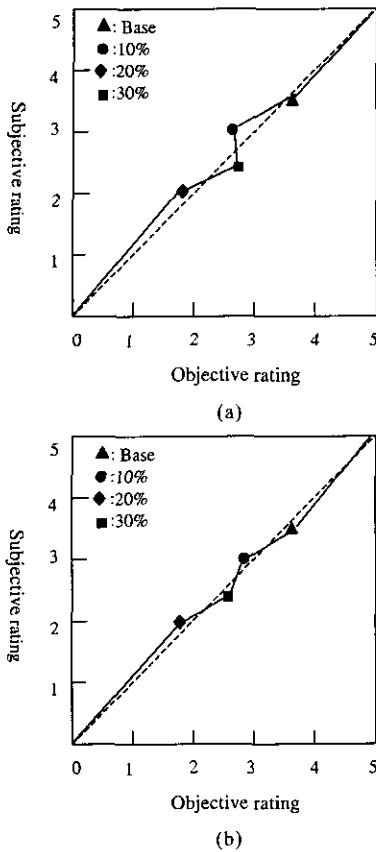 5
▲: Base
●:10%
◆:20%
■:30%
4
3
2
1
Subjective rating
0 1 2 3 4 5
Objective rating
(a)
5
▲: Base
●:10%
◆:20%
■:30%
4
3
2
1
Subjective rating
0 1 2 3 4 5
Objective rating
(b)